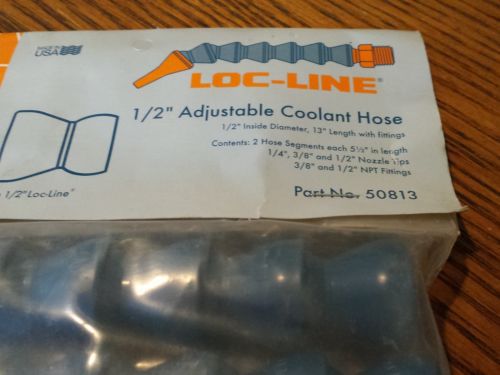 MADE IN
USA
LOC-LINE®
1/2" Adjustable Coolant Hose
1/2" Inside Diameter, 13" Length with fittings
Contents: 2 Hose Segments each 5½" in length
1/4", 3/8" and 1/2" Nozzle Tips
3/8" and 1/2" NPT Fittings
1/2" Loc-Line®
Part No. 50813